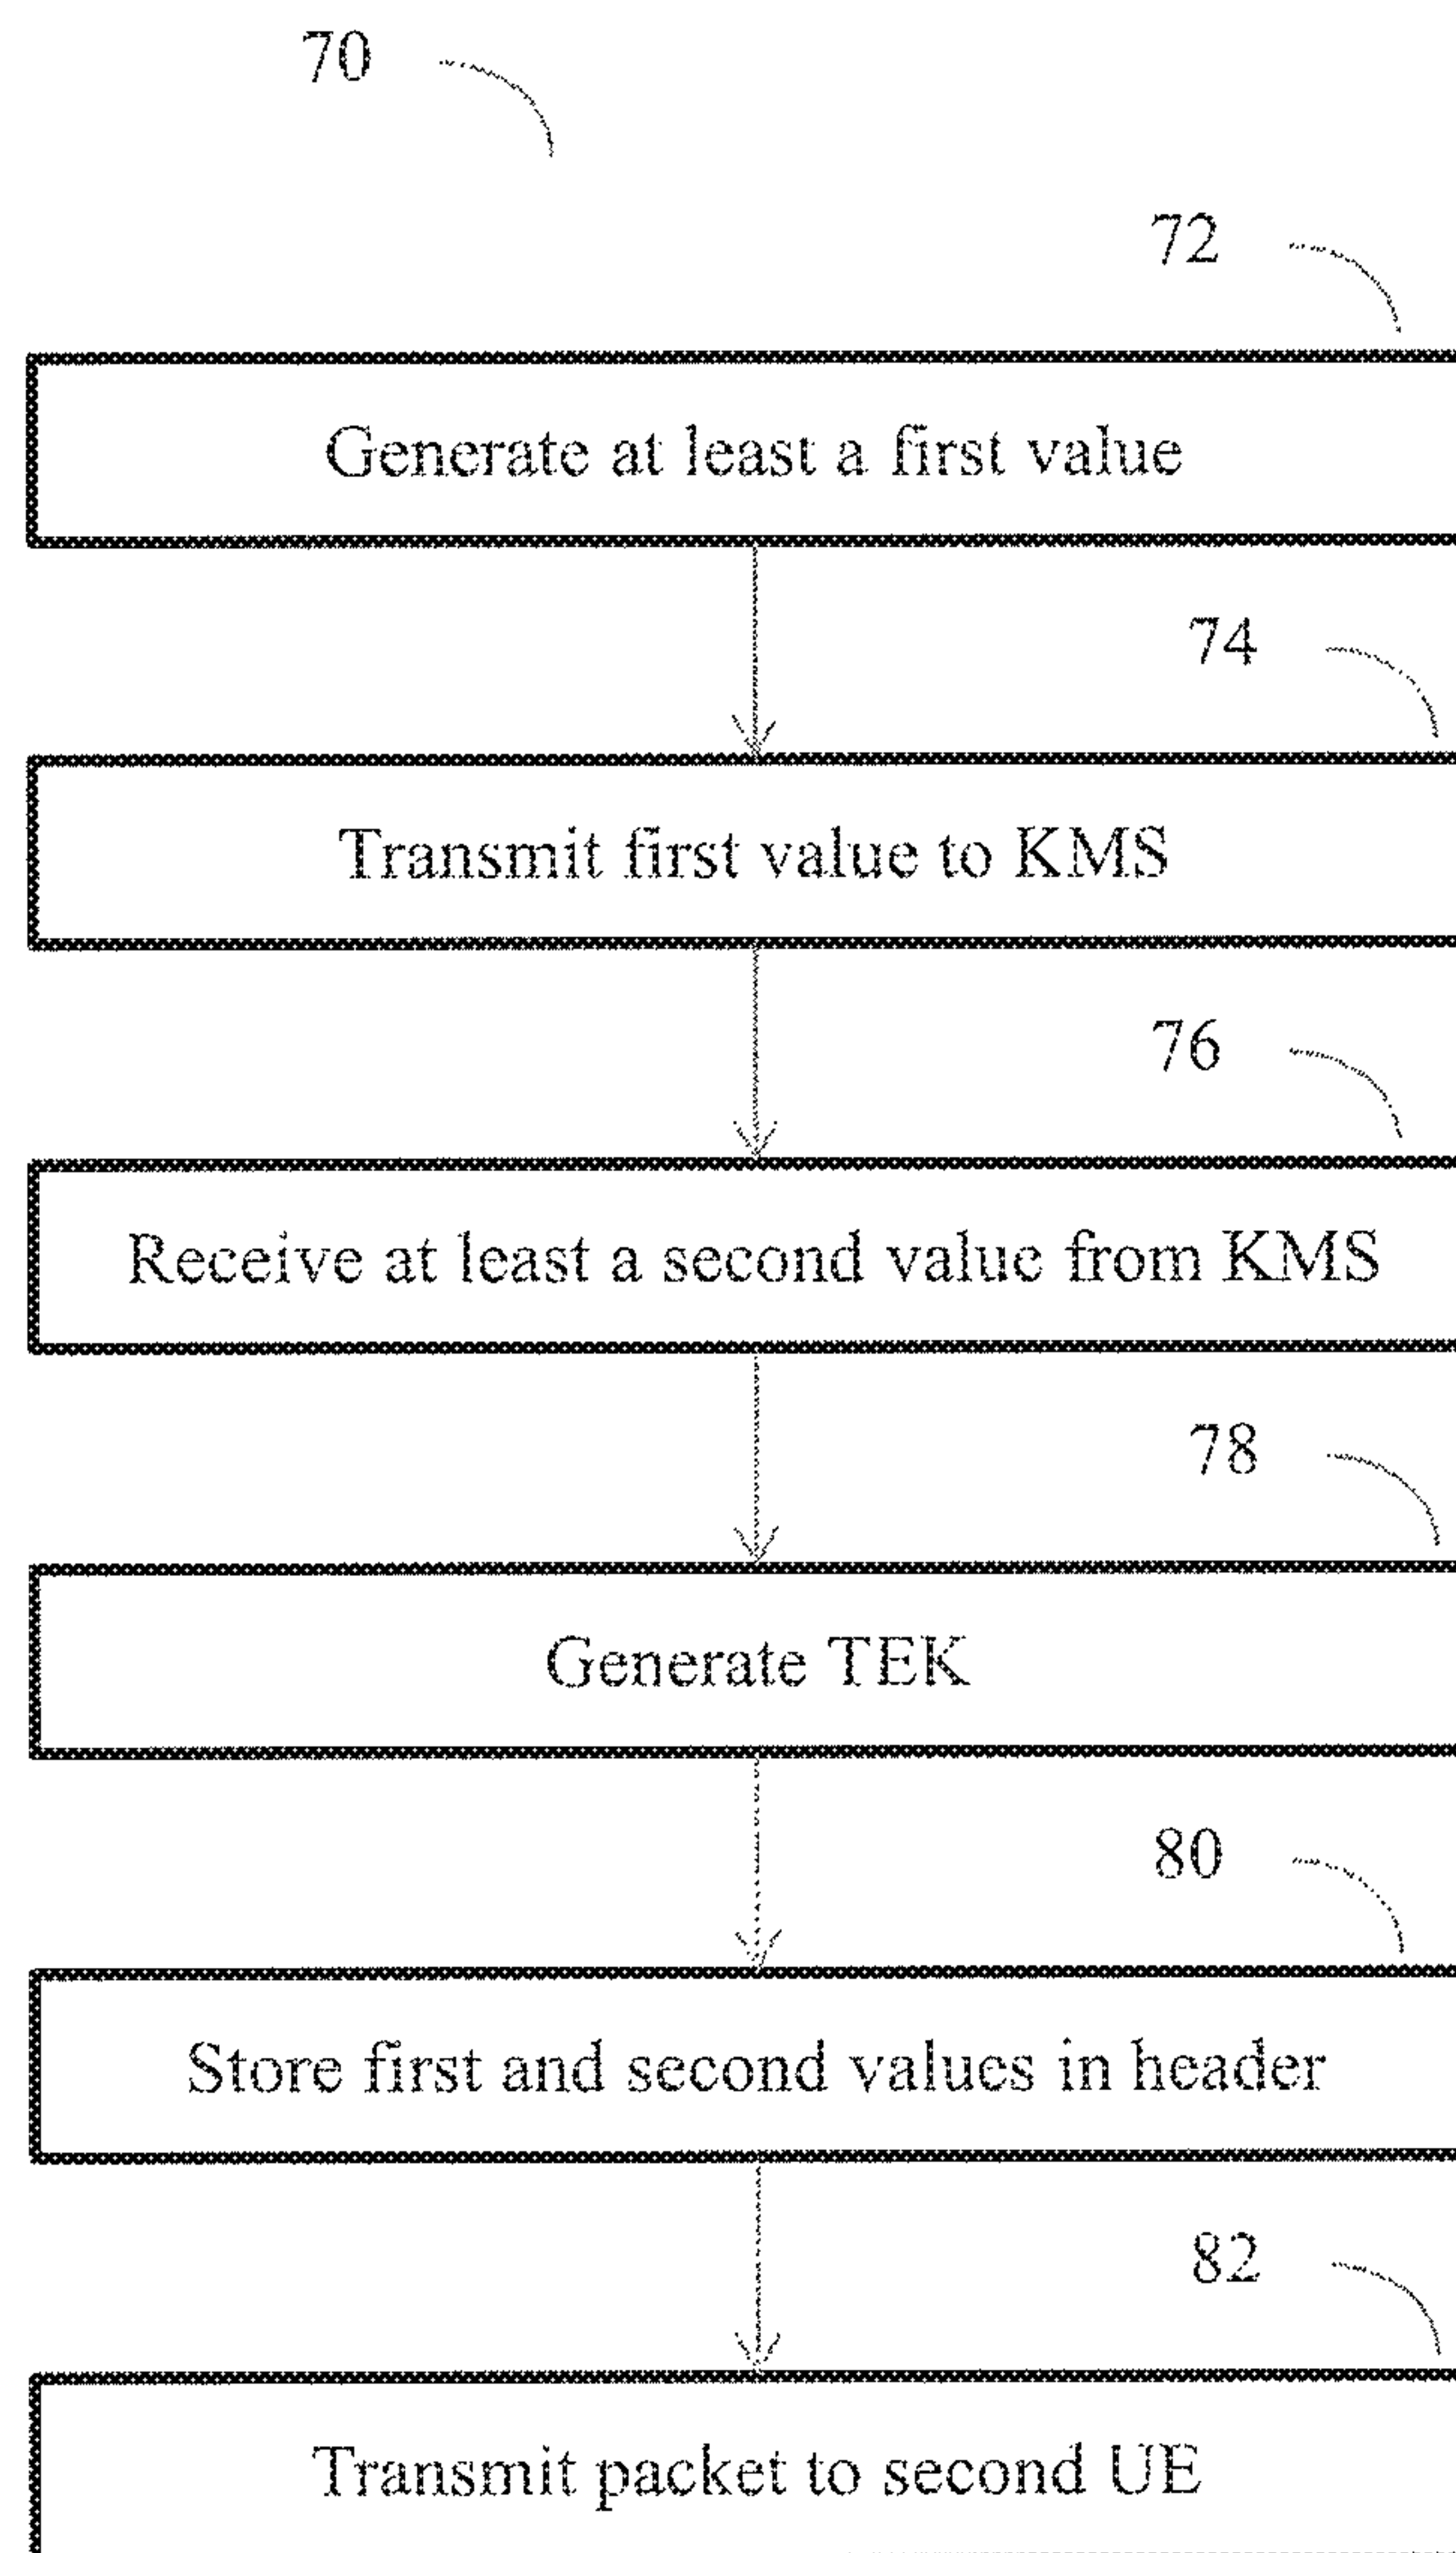 70
72
Generate at least a first value
74
Transmit first value to KMS
76
Receive at least a second value from KMS
78
Generate TEK
80
Store first and second values in header
82
Transmit packet to second UE